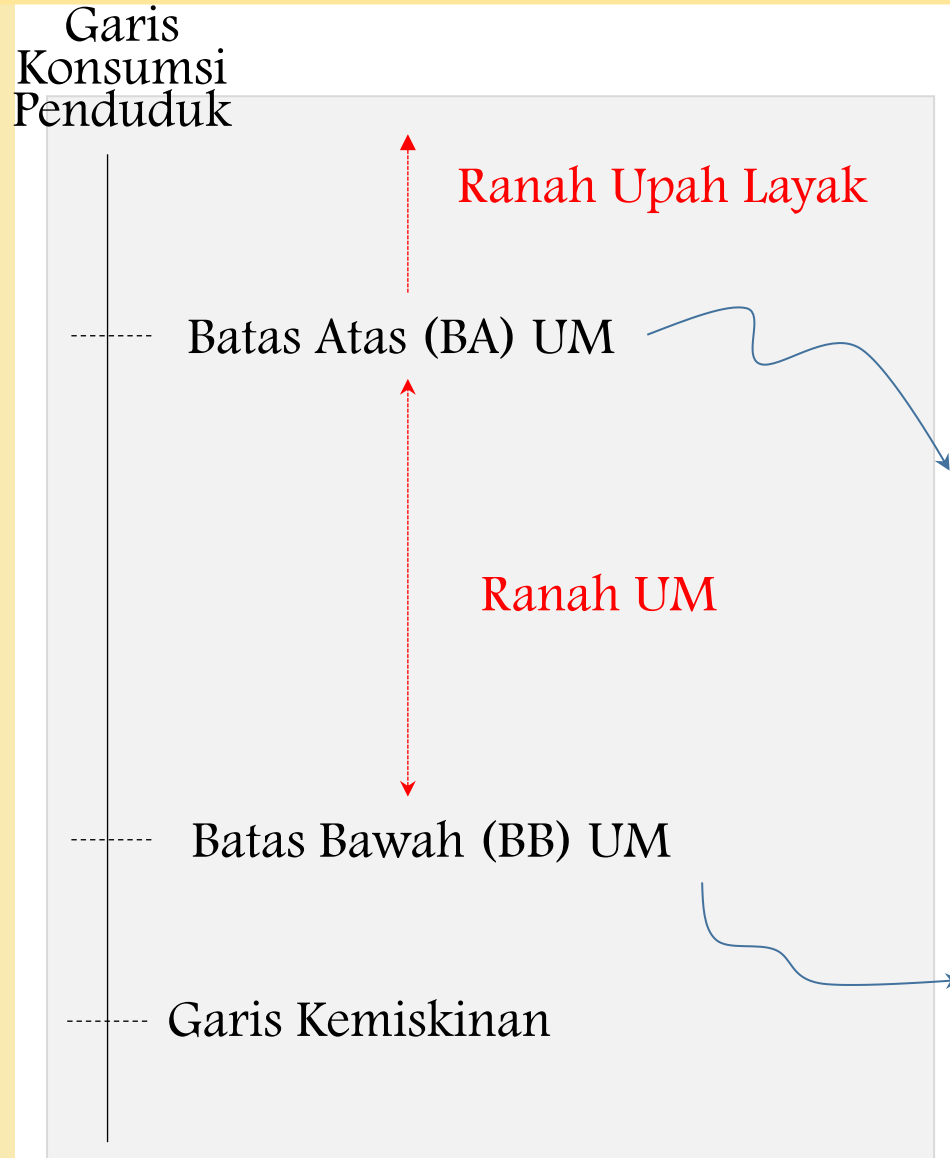 Garis
Konsumsi
Penduduk
Ranah Upah Layak
Batas Atas (BA) UM
Ranah UM
Batas Bawah (BB) UM
Garis Kemiskinan